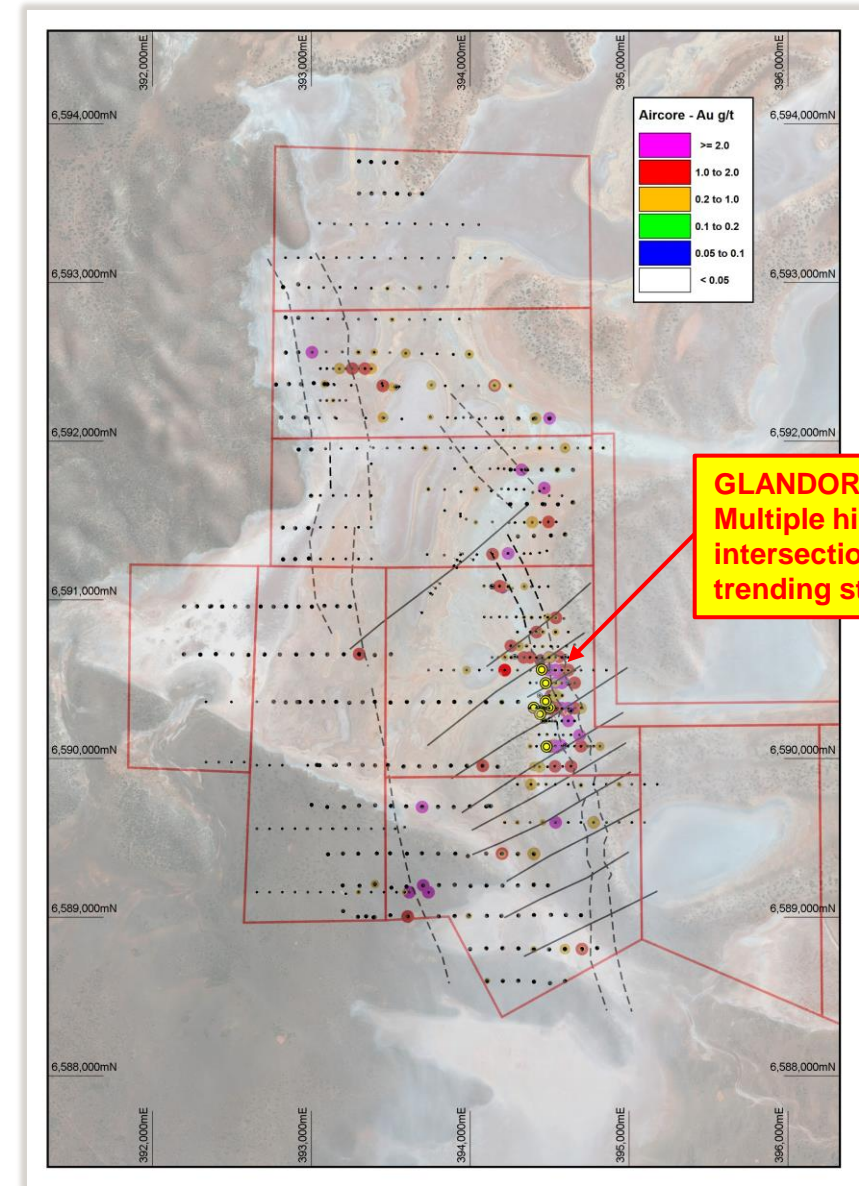 392,000mE
393,000mE
394,000mE
395,000mE
396,000mE
6,594,000mN
6,594,000mN
Aircore - Au g/t
>= 2.0
1.0 to 2.0
0.2 to 1.0
0.1 to 0.2
0.05 to 0.1
< 0.05
6,593,000mN
6,593,000mN
6,592,000mN
6,592,000mN
GLANDOR
Multiple hi
intersectio
trending st
6,591,000mN
6,591,000mN
6,590,000mN
6,590,000mN
6,589,000mN
6,589,000mN
6,588,000mN
6,588,000mN
392,000mE
393,000mE
394,000mE
395,000mE
396,000mE